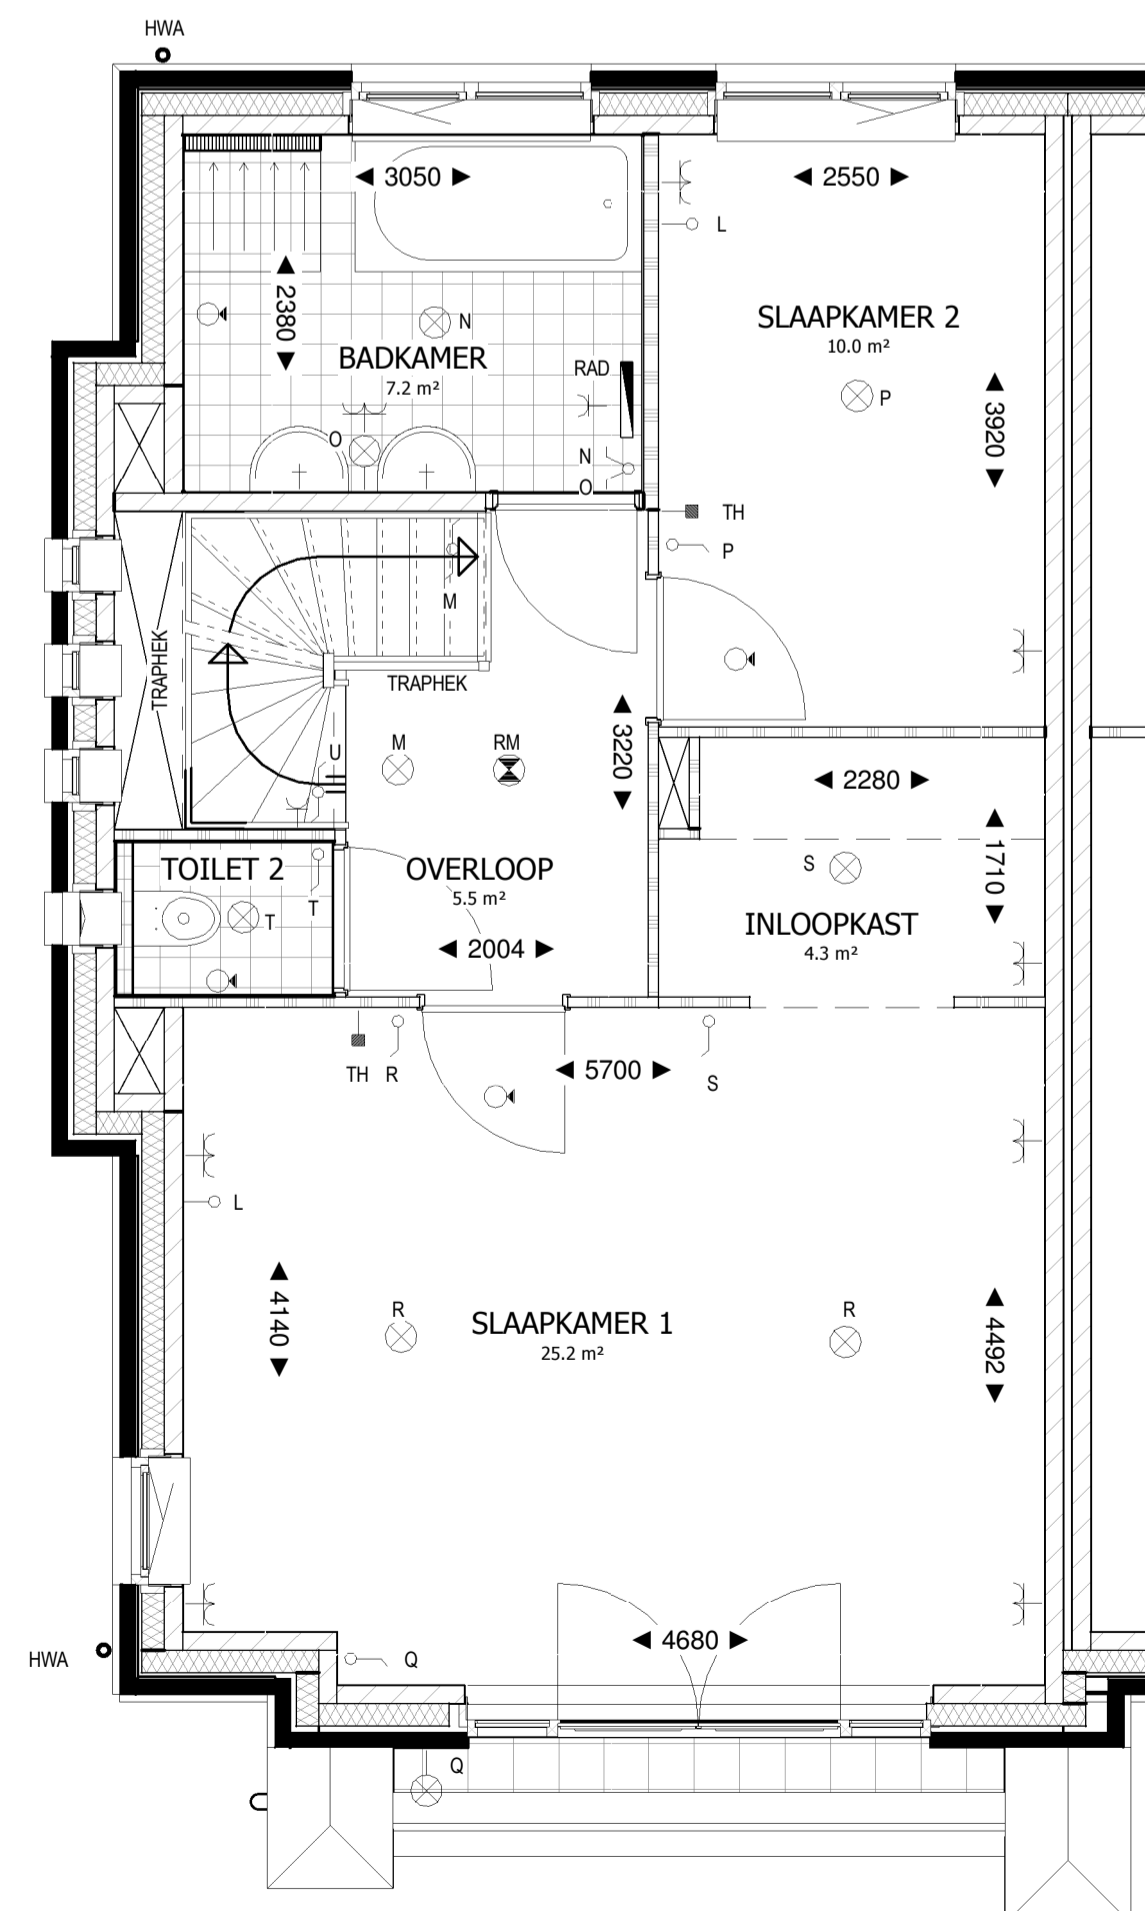 HWA
3050
2550
L
2380
N
SLAAPKAMER 2
10.0 m²
BADKAMER
7.2 m²
RAD
P
3920
O
N
O
TH
P
M
TRAPHEK
TRAPHEK
3220
U
M
RM
2280
TOILET 2
OVERLOOP
5.5 m²
S
1710
T
T
INLOOPKAST
4.3 m²
2004
TH
R
5700
S
L
4140
R
SLAAPKAMER 1
25.2 m²
R
4492
4680
HWA
Q
Q